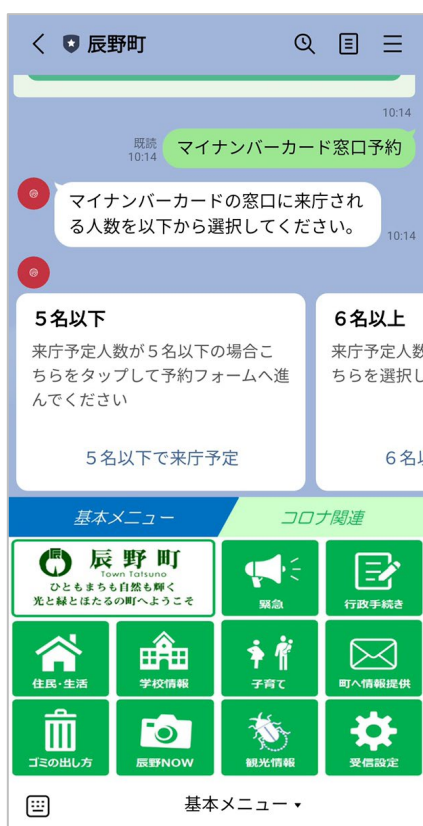 辰野町
10:14
既読
10:14
マイナンバーカード窓口予約
マイナンバーカードの窓口に来庁され
る人数を以下から選択してください。
10:14
５名以下
来庁予定人数が５名以下の場合こ
ちらをタップして予約フォームへ進
んでください
５名以下で来庁予定
６名以上
来庁予定人数
ちらを選択し
６名以
基本メニュー
コロナ関連
辰野町
Town Tatsuno
ひともまちも自然も輝く
光と緑とほたるの町へようこそ
緊急
行政手続き
住民・生活
学校情報
子育て
町へ情報提供
ゴミの出し方
辰野NOW
観光情報
受信設定
基本メニュー▼